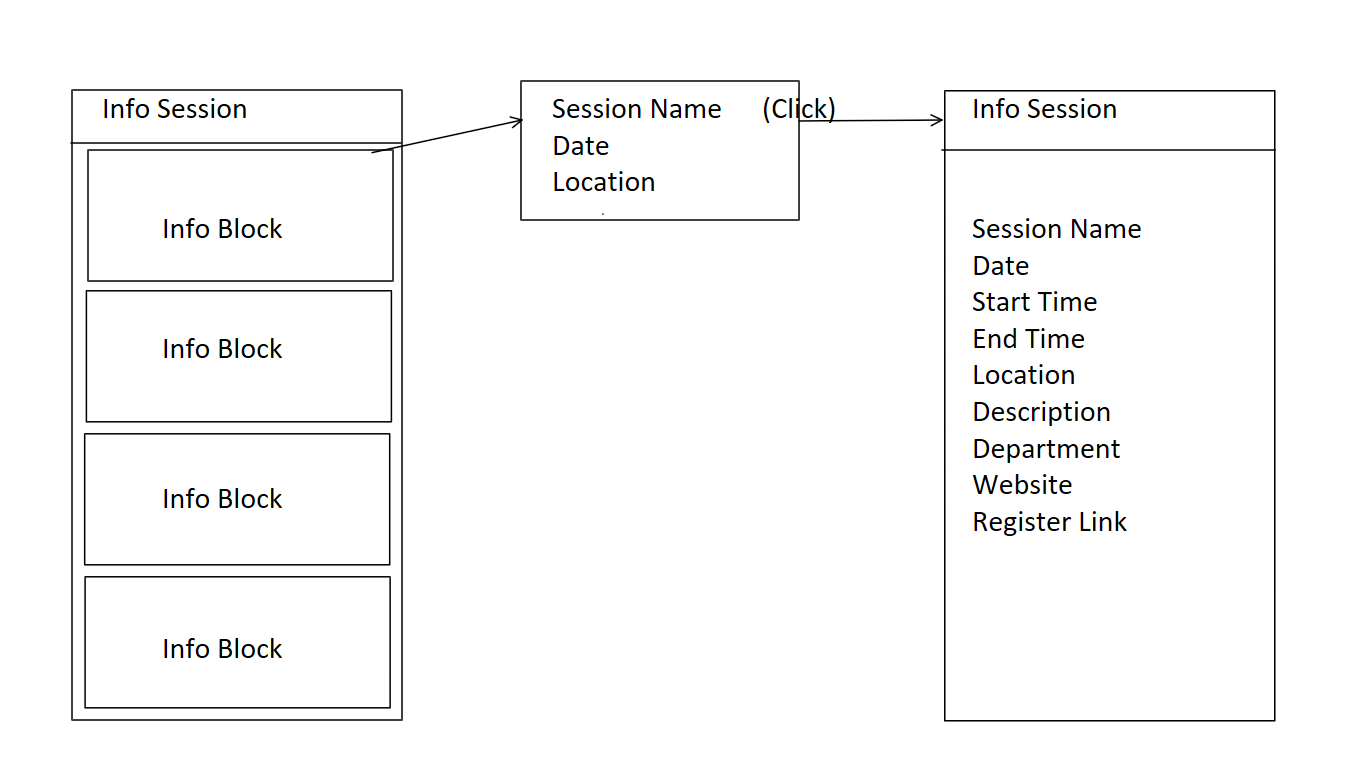 Info Session
Info Block
Info Block
Info Block
Info Block
Session Name (Click)
Date
Location
Info Session
Session Name
Date
Start Time
End Time
Location
Description
Department
Website
Register Link